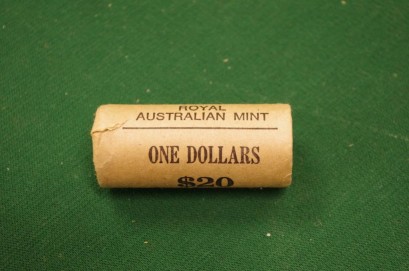 ROYAL
AUSTRALIAN MINT
ONE DOLLARS
$20